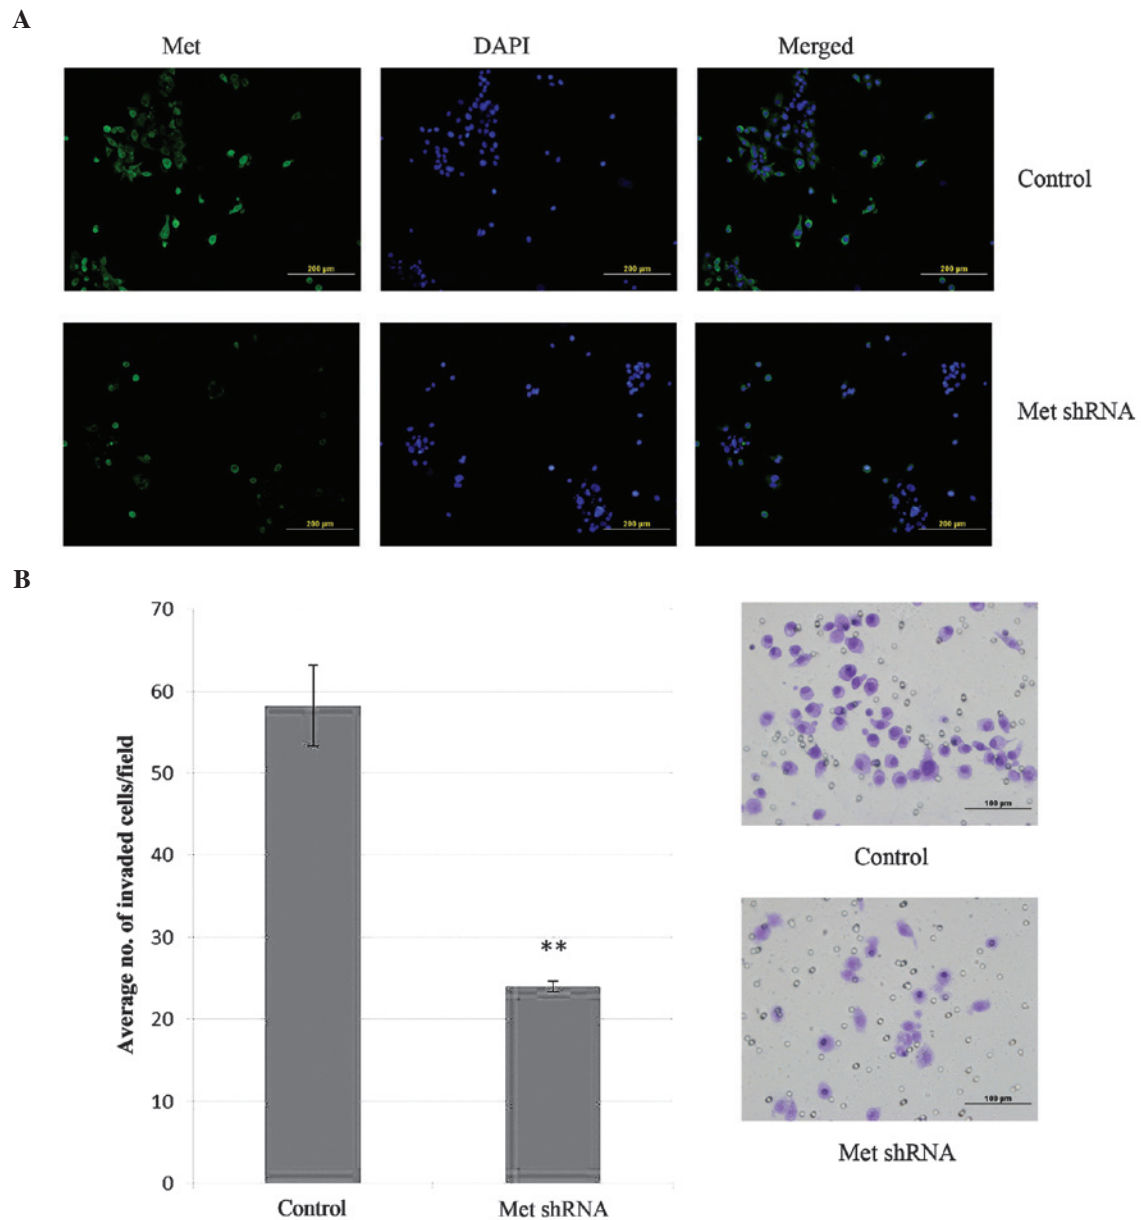 A
Met DAPI Merged
200 µm 200 µm 200 µm
Control
200 µm 200 µm 200 µm
Met shRNA
B
Average no. of invaded cells/field
70
60
50
40
30
20
10
0
**
Control Met shRNA
100 µm
Control
100 µm
Met shRNA